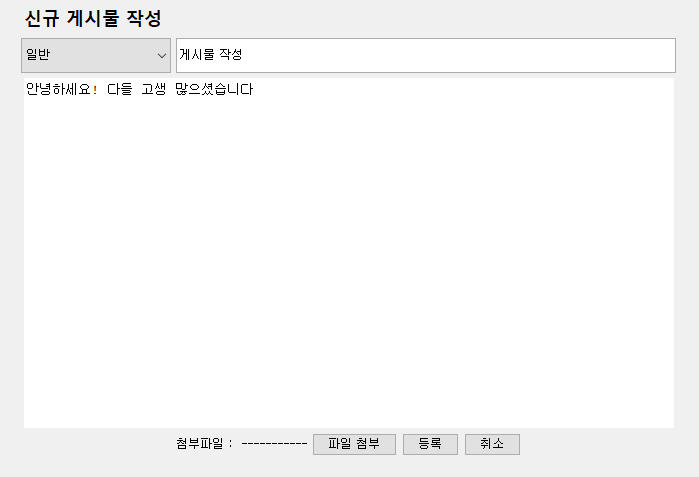 신규 게시물 작성
일반 게시물 작성
안녕하세요! 다들 고생 많으셨습니다
첨부파일 : ----------- 파일 첨부 등록 취소